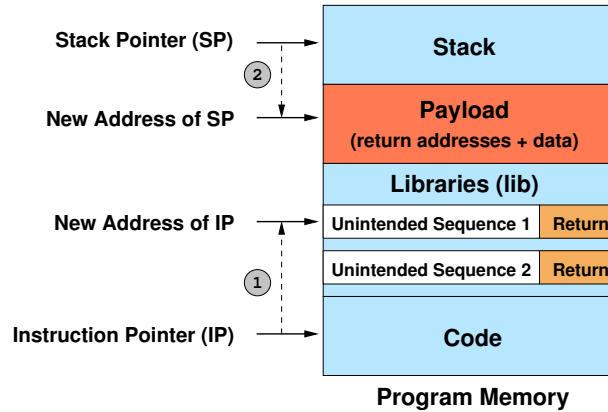 Stack Pointer (SP)
Stack
2
New Address of SP
Payload
(return addresses + data)
Libraries (lib)
New Address of IP
Unintended Sequence 1 Return
Unintended Sequence 2 Return
1
Instruction Pointer (IP)
Code
Program Memory